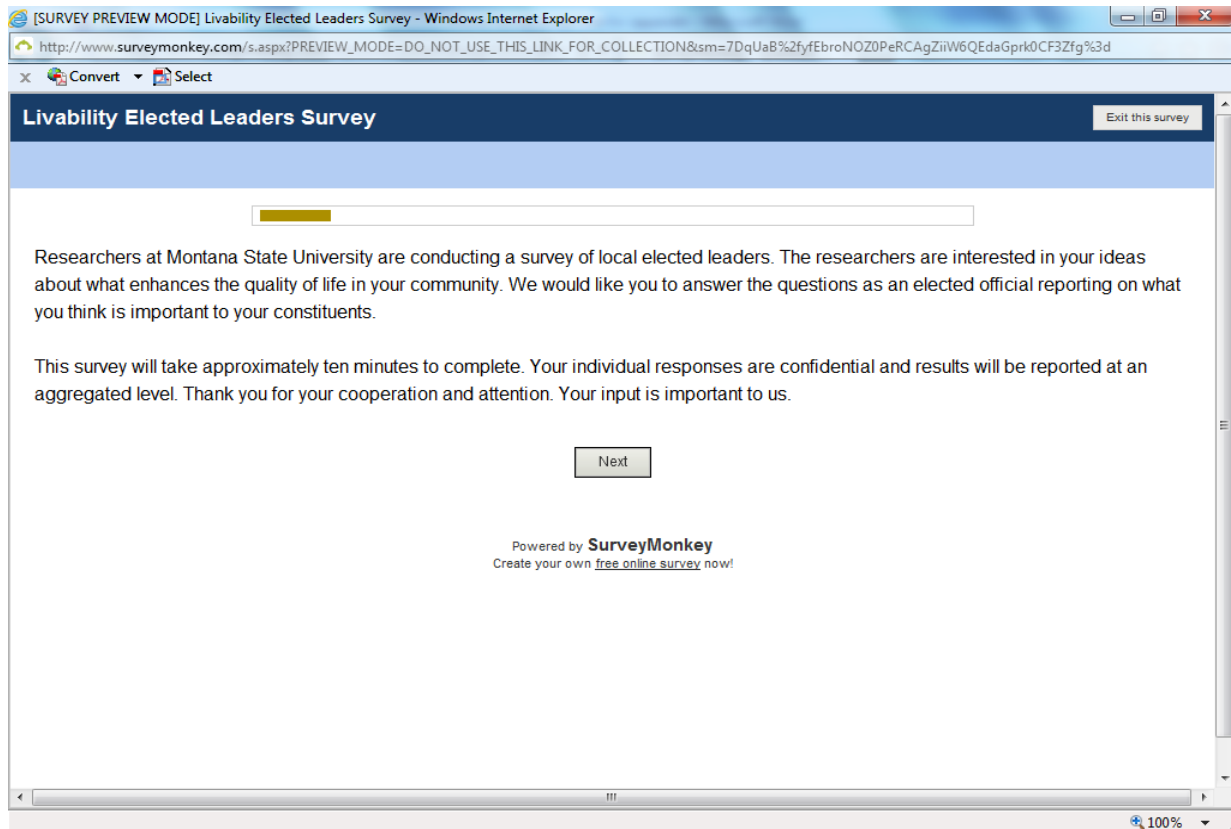 [SURVEY PREVIEW MODE] Livability Elected Leaders Survey - Windows Internet Explorer
http://www.surveymonkey.com/s.aspx?PREVIEW_MODE=DO_NOT_USE_THIS_LINK_FOR_COLLECTION&sm=7DqUaB%2fyfEbroNOZ0PeRCAgZiiW6QEdaGprk0CF3Zfg%3d
x Convert Select
Livability Elected Leaders Survey
Exit this survey
Researchers at Montana State University are conducting a survey of local elected leaders. The researchers are interested in your ideas
about what enhances the quality of life in your community. We would like you to answer the questions as an elected official reporting on what
you think is important to your constituents.
This survey will take approximately ten minutes to complete. Your individual responses are confidential and results will be reported at an
aggregated level. Thank you for your cooperation and attention. Your input is important to us.
Next
Powered by SurveyMonkey
Create your own free online survey now!
100%